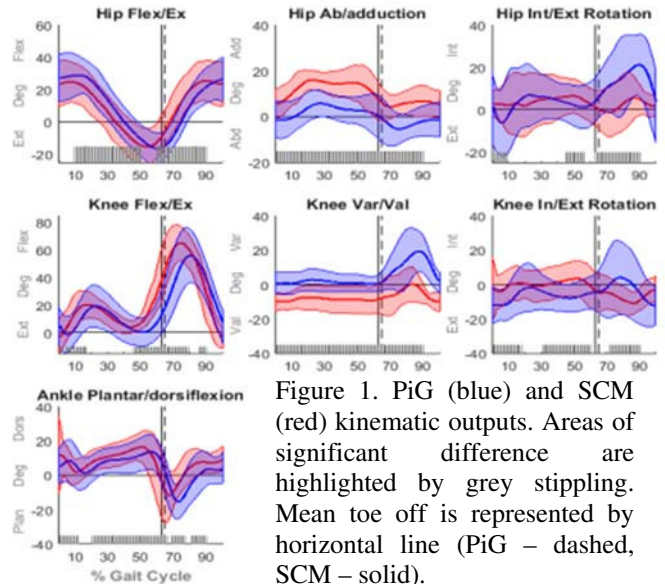 Hip Flex/Ex
Flex
Deg
Ext
60
40
20
0
-20
10 30 50 70 90
Hip Ab/adduction
Add
Deg
Abd
40
20
0
-20
10 30 50 70 90
Hip Int/Ext Rotation
Int
Deg
Ext
40
20
0
-20
10 30 50 70 90
Knee Flex/Ex
Flex
Deg
Ext
80
60
40
20
0
10 30 50 70 90
Knee Var/Val
Var
Deg
Val
40
20
0
-20
-40
10 30 50 70 90
Knee In/Ext Rotation
Int
Deg
Ext
40
20
0
-20
-40
10 30 50 70 90
Ankle Plantar/dorsiflexion
Dors
Deg
Plan
40
20
0
-20
-40
10 30 50 70 90
% Gait Cycle
Figure 1. PiG (blue) and SCM
(red) kinematic outputs. Areas of
significant difference are
highlighted by grey stippling.
Mean toe off is represented by
horizontal line (PiG – dashed,
SCM – solid).